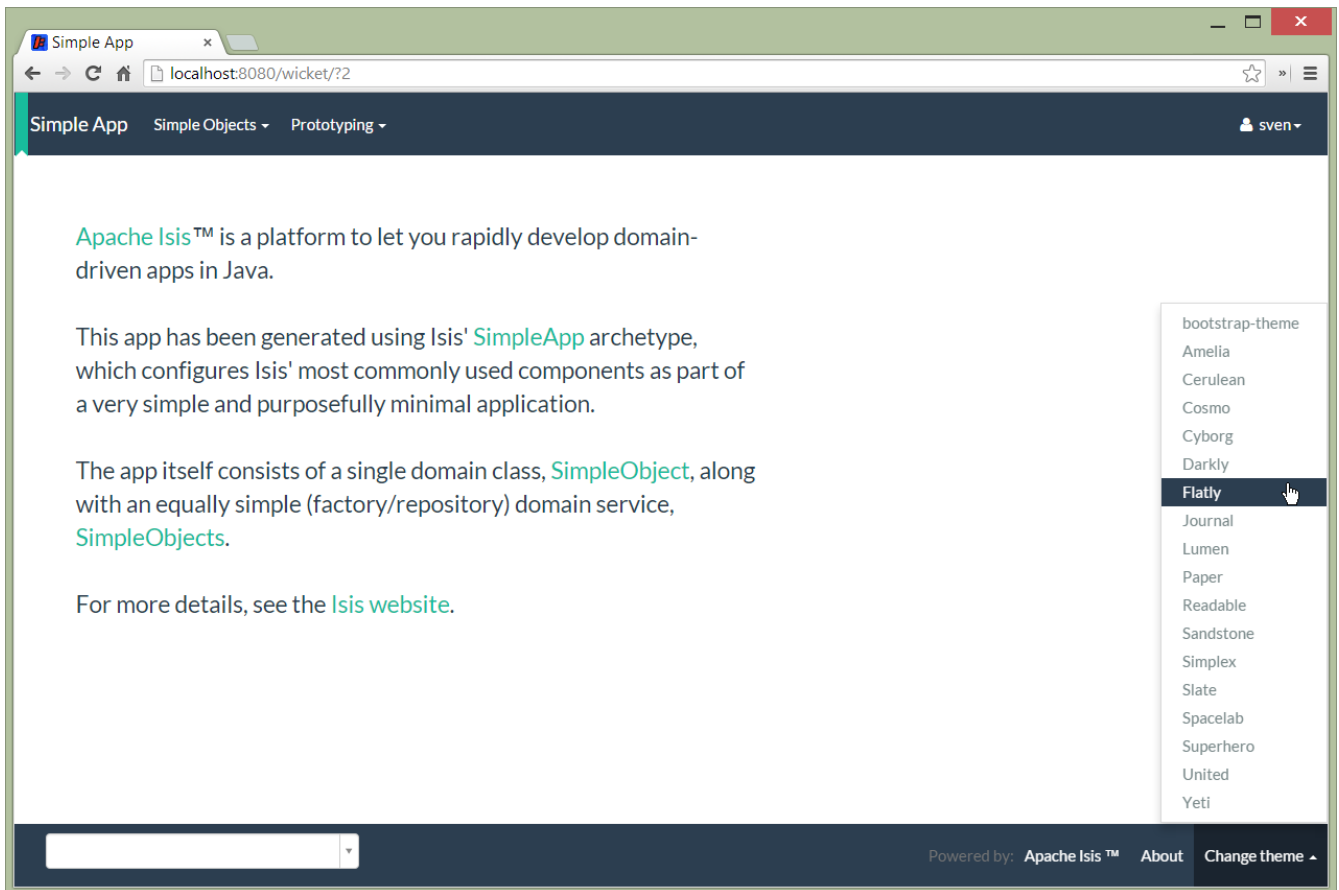 Simple App
localhost:8080/wicket/?2
Simple App Simple Objects Prototyping sven
Apache Isis™ is a platform to let you rapidly develop domain-
driven apps in Java.
This app has been generated using Isis' SimpleApp archetype,
which configures Isis' most commonly used components as part of
a very simple and purposefully minimal application.
The app itself consists of a single domain class, SimpleObject, along
with an equally simple (factory/repository) domain service,
SimpleObjects.
For more details, see the Isis website.
bootstrap-theme
Amelia
Cerulean
Cosmo
Cyborg
Darkly
Flatly
Journal
Lumen
Paper
Readable
Sandstone
Simplex
Slate
Spacelab
Superhero
United
Yeti
Powered by: Apache Isis ™ About Change theme